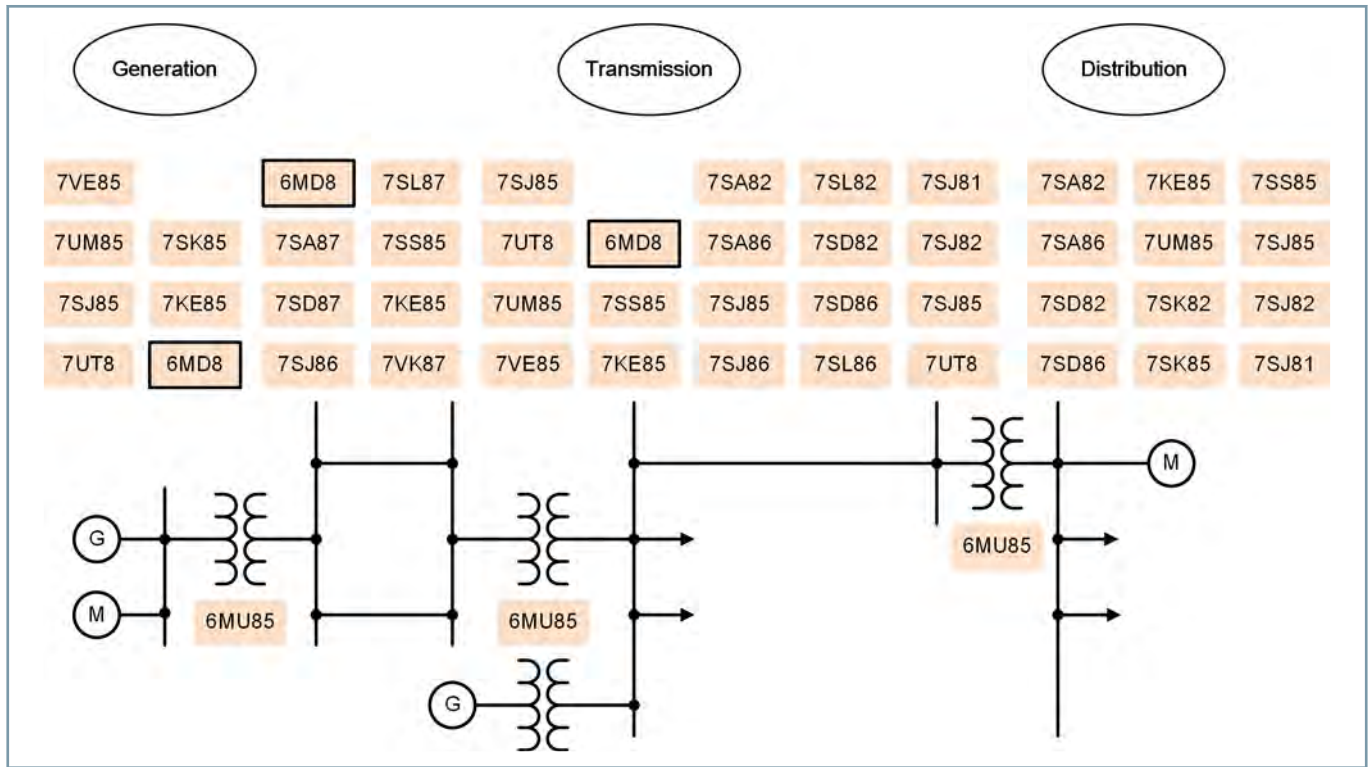 Generation Transmission Distribution
7VE85 6MD8 7SL87 7SJ85 7SA82 7SL82 7SJ81 7SA82 7KE85 7SS85
7UM85 7SK85 7SA87 7SS85 7UT8 6MD8 7SA86 7SD82 7SJ82 7SA86 7UM85 7SJ85
7SJ85 7KE85 7SD87 7KE85 7UM85 7SS85 7SJ85 7SD86 7SJ85 7SD82 7SK82 7SJ82
7UT8 6MD8 7SJ86 7VK87 7VE85 7KE85 7SJ86 7SL86 7UT8 7SD86 7SK85 7SJ81
M
G
6MU85
M
6MU85 6MU85
G